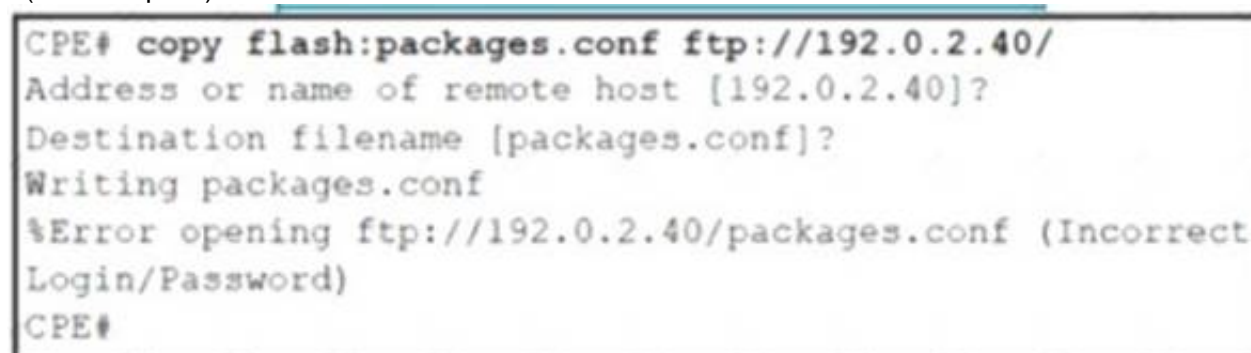 CPE# copy flash:packages.conf ftp://192.0.2.40/
Address or name of remote host [192.0.2.40]?
Destination filename [packages.conf]?
Writing packages.conf
%Error opening ftp://192.0.2.40/packages.conf (Incorrect
Login/Password)
CPE#